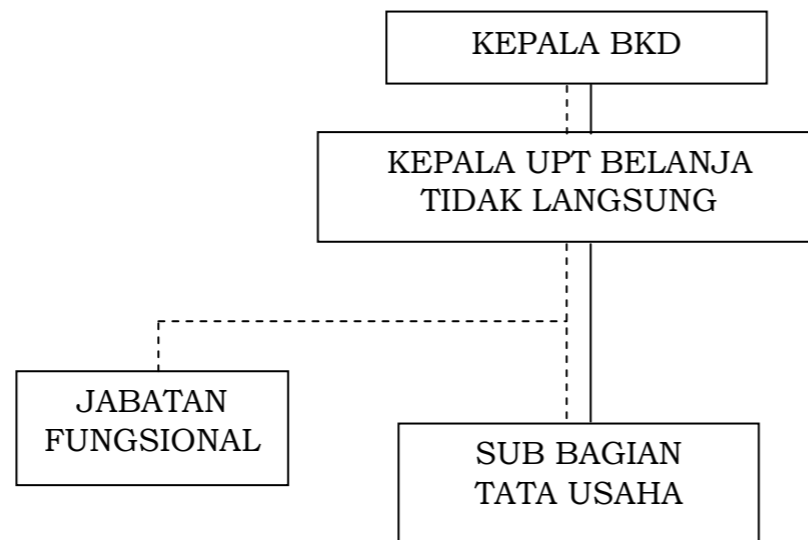 KEPALA BKD
KEPALA UPT BELANJA
TIDAK LANGSUNG
JABATAN
FUNGSIONAL
SUB BAGIAN
TATA USAHA